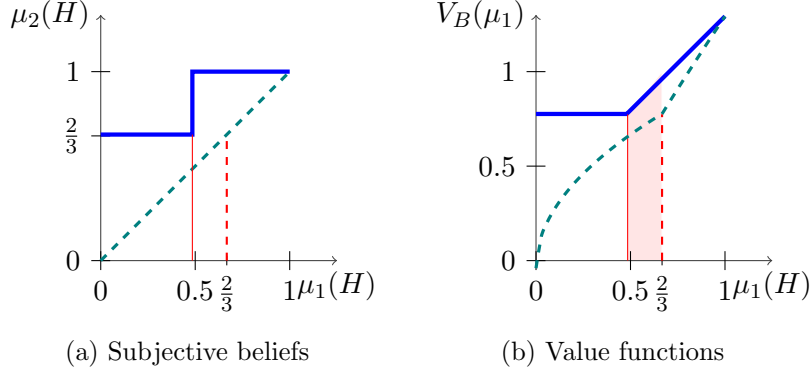 μ₂(H)
1
2/3
0
0
0.5
2/3
1
μ₁(H)
(a) Subjective beliefs
V_B(μ₁)
1
0.5
0
0
0.5
2/3
1
μ₁(H)
(b) Value functions